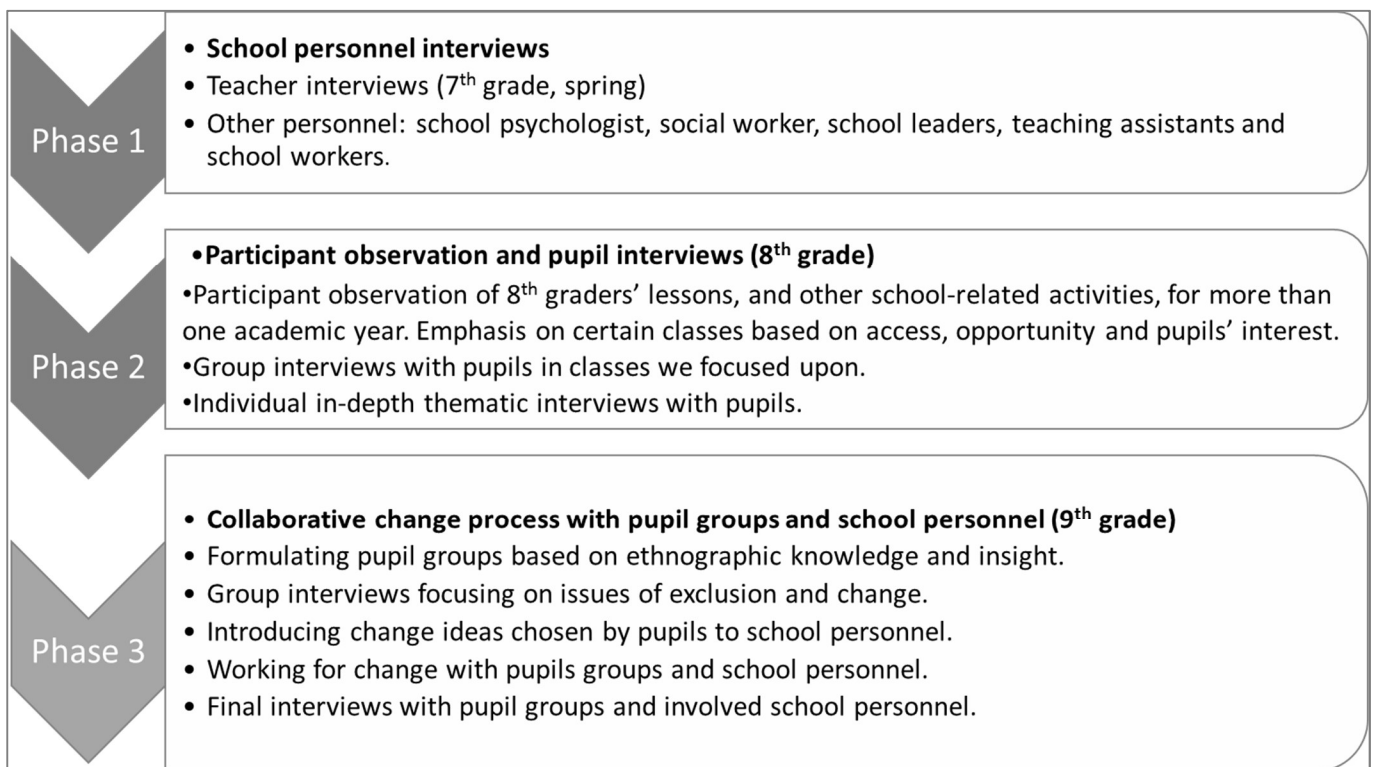 Phase 1
• School personnel interviews
• Teacher interviews (7th grade, spring)
• Other personnel: school psychologist, social worker, school leaders, teaching assistants and
school workers.
Phase 2
•Participant observation and pupil interviews (8th grade)
•Participant observation of 8th graders’ lessons, and other school-related activities, for more than
one academic year. Emphasis on certain classes based on access, opportunity and pupils’ interest.
•Group interviews with pupils in classes we focused upon.
•Individual in-depth thematic interviews with pupils.
Phase 3
• Collaborative change process with pupil groups and school personnel (9th grade)
• Formulating pupil groups based on ethnographic knowledge and insight.
• Group interviews focusing on issues of exclusion and change.
• Introducing change ideas chosen by pupils to school personnel.
• Working for change with pupils groups and school personnel.
• Final interviews with pupil groups and involved school personnel.